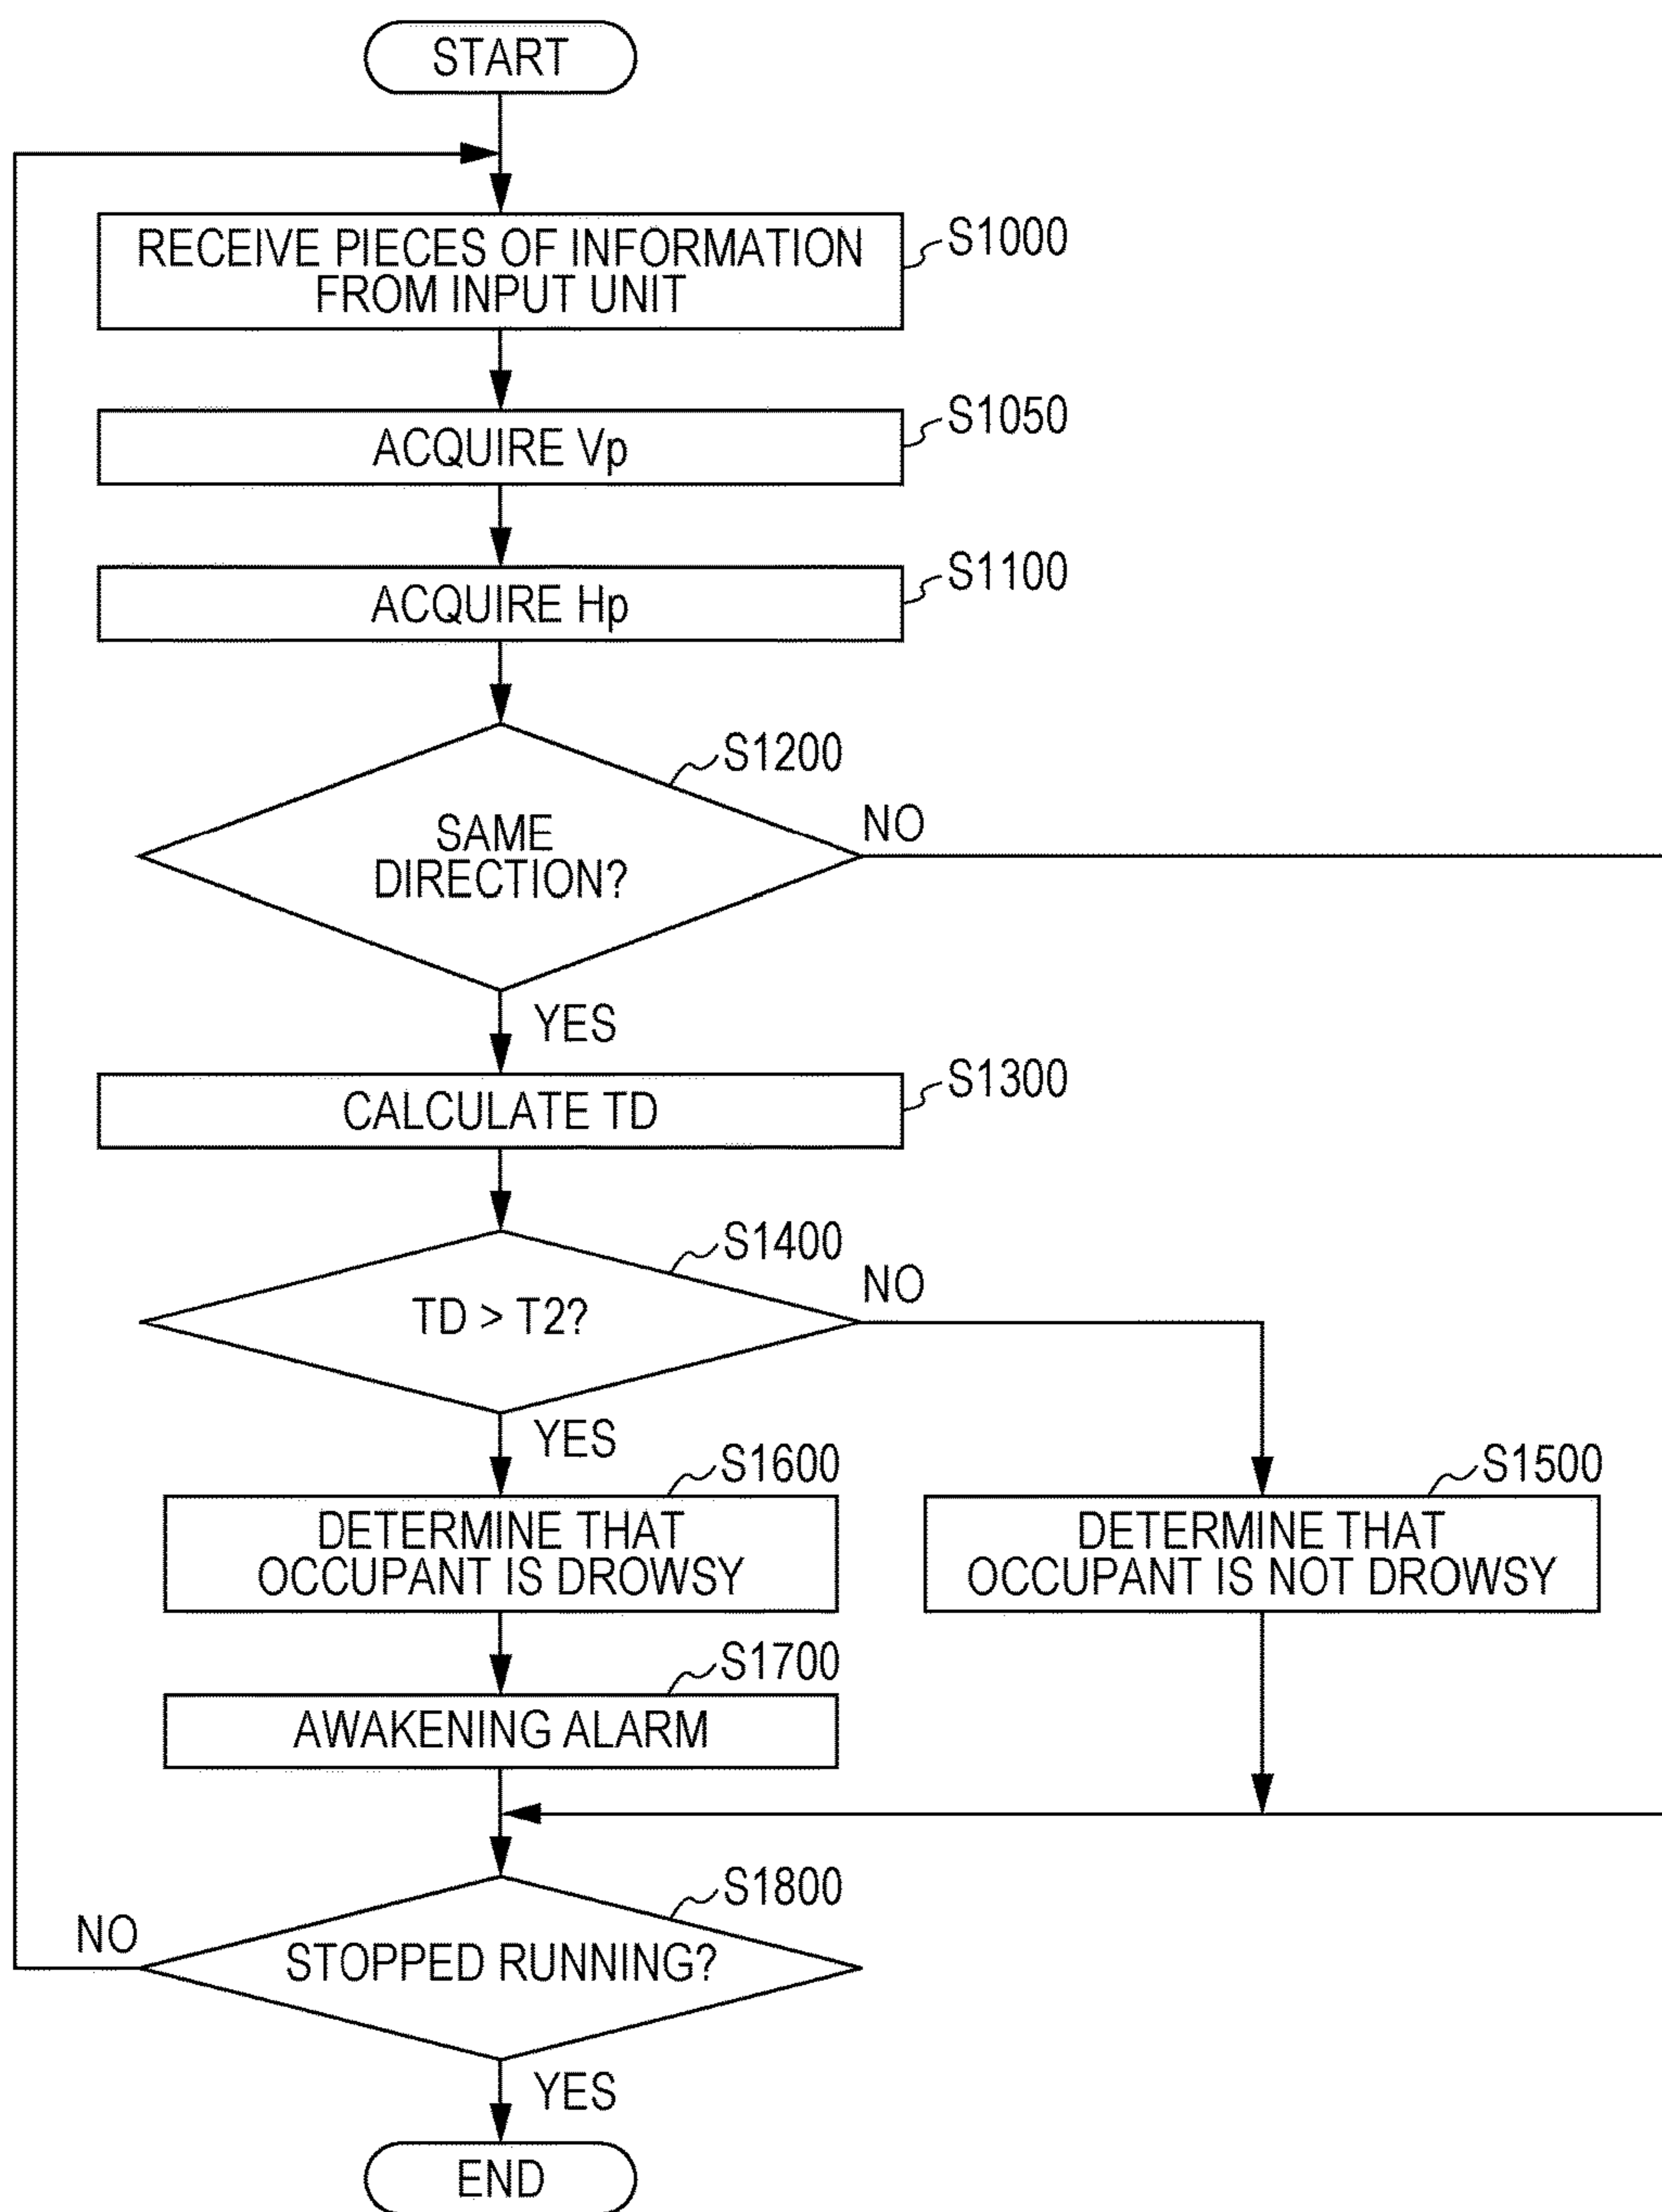 START
RECEIVE PIECES OF INFORMATION
FROM INPUT UNIT
S1000
ACQUIRE Vp
S1050
ACQUIRE Hp
S1100
S1200
SAME
DIRECTION?
NO
YES
CALCULATE TD
S1300
S1400
TD > T2?
NO
YES
S1600
DETERMINE THAT
OCCUPANT IS DROWSY
S1500
DETERMINE THAT
OCCUPANT IS NOT DROWSY
S1700
AWAKENING ALARM
S1800
NO
STOPPED RUNNING?
YES
END